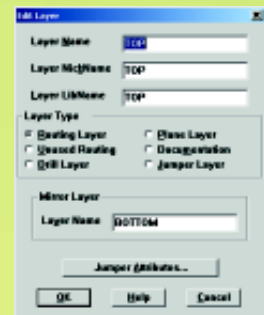 Edit Layer
Layer Name TOP
Layer NickName TOP
Layer LibName TOP
Layer Type
Routing Layer Plane Layer
Unused Routing Documentation
Drill Layer Jumper Layer
Mirror Layer
Layer Name BOTTOM
Jumper Attributes...
OK Help Cancel